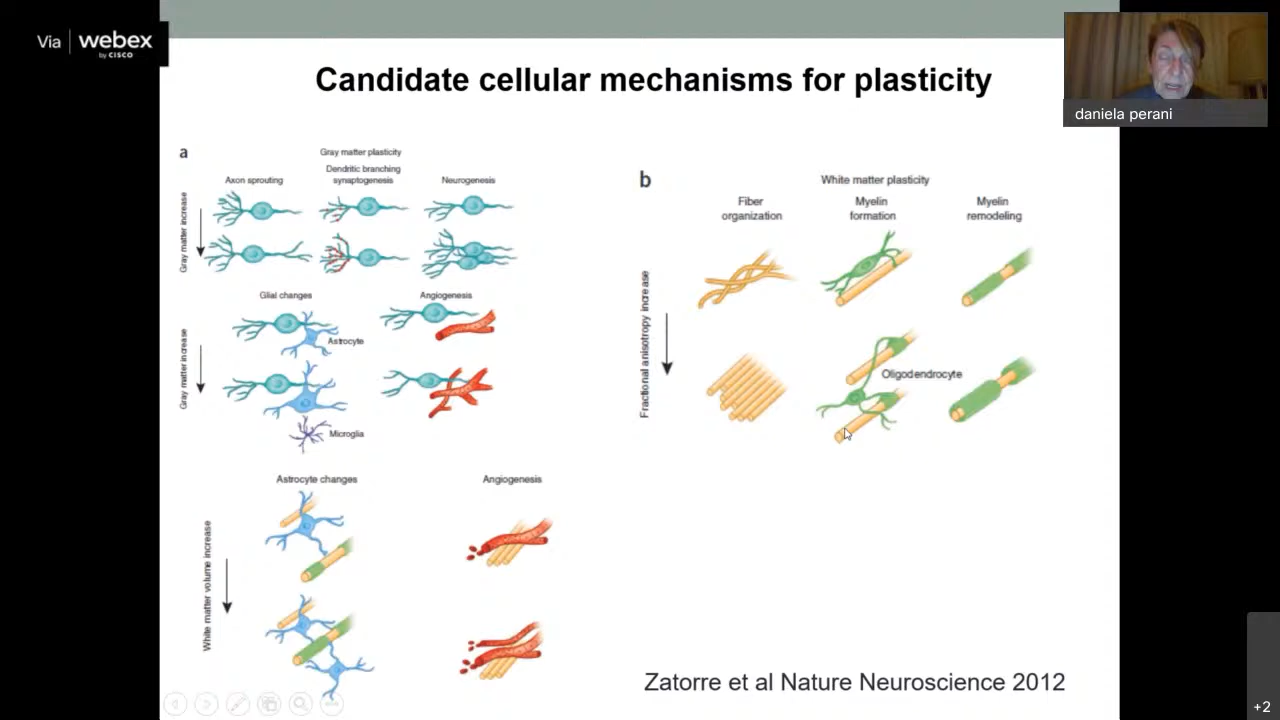 Via webex
by CISCO
Candidate cellular mechanisms for plasticity
daniela perani
a
Gray matter plasticity
Axon sprouting
Dendritic branching
synaptogenesis
Neurogenesis
Gray matter increase
Glial changes
Angiogenesis
Astrocyte
Gray matter increase
Microglia
Astrocyte changes
Angiogenesis
White matter volume increase
b
White matter plasticity
Fiber
organization
Myelin
formation
Myelin
remodeling
Fractional anisotropy increase
Oligodendrocyte
Zatorre et al Nature Neuroscience 2012
+2